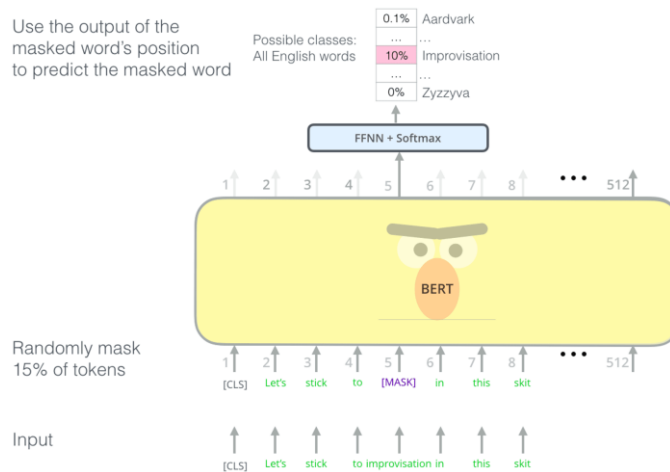 Use the output of the
masked word's position
to predict the masked word
Possible classes:
All English words
0.1% Aardvark
... ...
10% Improvisation
... ...
0% Zyzzyva
FFNN + Softmax
1 2 3 4 5 6 7 8 ••• 512
BERT
Randomly mask
15% of tokens
1 2 3 4 5 6 7 8 ••• 512
[CLS] Let's stick to [MASK] in this skit
Input
[CLS] Let's stick to improvisation in this skit